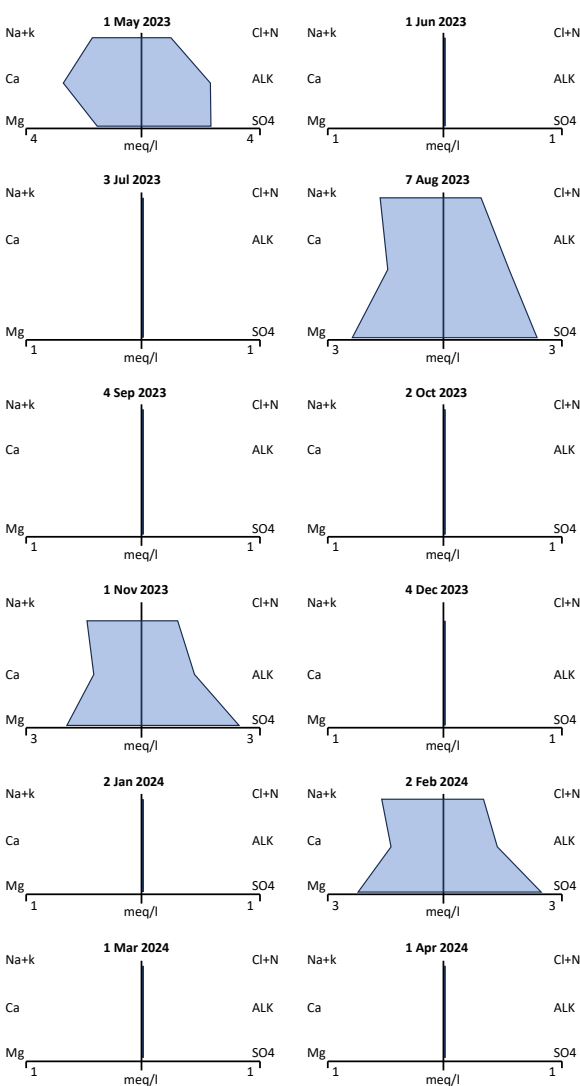 1 May 2023
Na+k Cl+N
Ca ALK
Mg SO4
4 4
meq/l
1 Jun 2023
Na+k Cl+N
Ca ALK
Mg SO4
1 1
meq/l
3 Jul 2023
Na+k Cl+N
Ca ALK
Mg SO4
1 1
meq/l
7 Aug 2023
Na+k Cl+N
Ca ALK
Mg SO4
3 3
meq/l
4 Sep 2023
Na+k Cl+N
Ca ALK
Mg SO4
1 1
meq/l
2 Oct 2023
Na+k Cl+N
Ca ALK
Mg SO4
1 1
meq/l
1 Nov 2023
Na+k Cl+N
Ca ALK
Mg SO4
3 3
meq/l
4 Dec 2023
Na+k Cl+N
Ca ALK
Mg SO4
1 1
meq/l
2 Jan 2024
Na+k Cl+N
Ca ALK
Mg SO4
1 1
meq/l
2 Feb 2024
Na+k Cl+N
Ca ALK
Mg SO4
3 3
meq/l
1 Mar 2024
Na+k Cl+N
Ca ALK
Mg SO4
1 1
meq/l
1 Apr 2024
Na+k Cl+N
Ca ALK
Mg SO4
1 1
meq/l